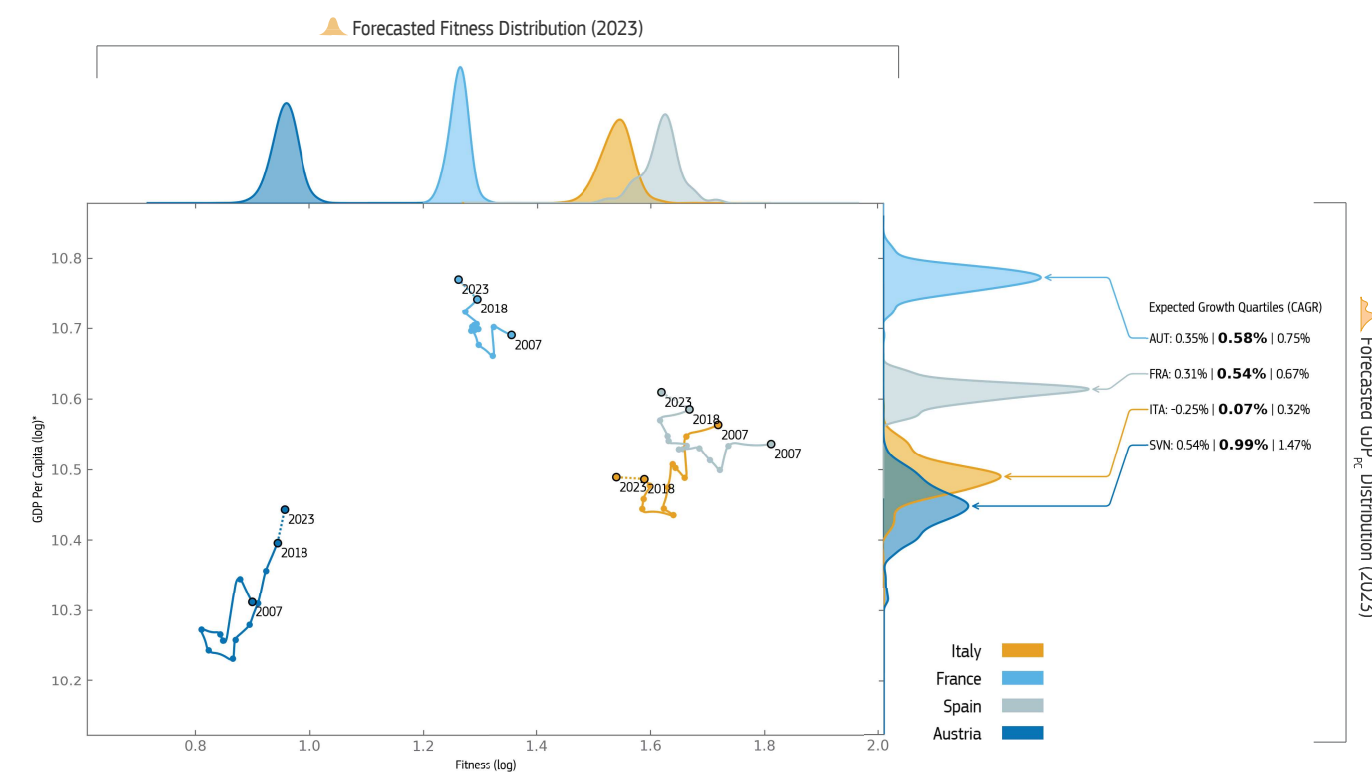 Forecasted Fitness Distribution (2023)
10.8
10.7
10.6
10.5
10.4
10.3
10.2
GDP Per Capita (log)*
0.8
1.0
1.2
1.4
1.6
1.8
2.0
Fitness (log)
2023
2018
2007
2023
2018
2007
2007
2023
2018
2023
2018
2007
Expected Growth Quartiles (CAGR)
AUT: 0.35% | 0.58% | 0.75%
FRA: 0.31% | 0.54% | 0.67%
ITA: -0.25% | 0.07% | 0.32%
SVN: 0.54% | 0.99% | 1.47%
Forecasted GDP PC Distribution (2023)
Italy
France
Spain
Austria